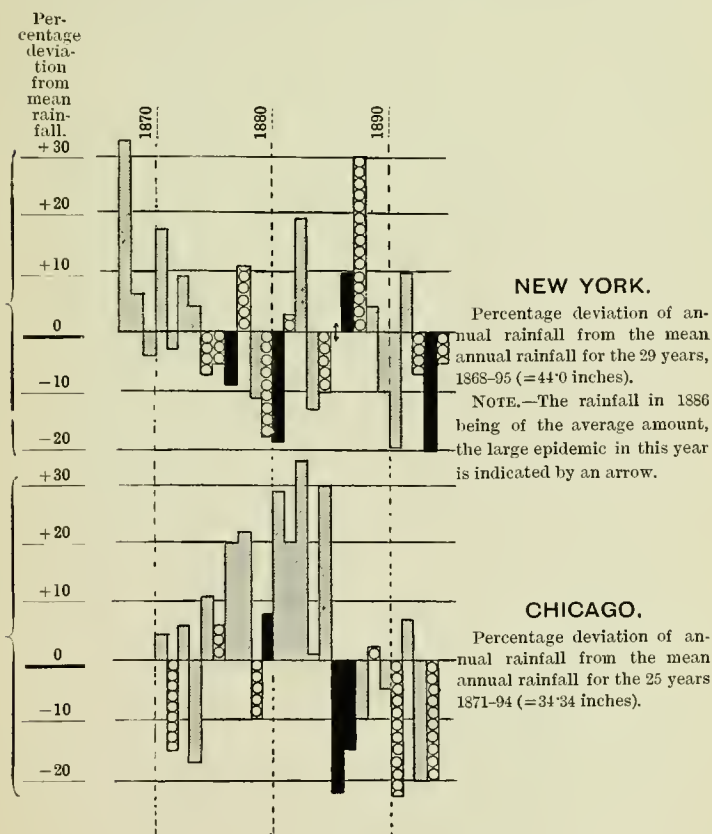 Per-
centage
devia-
tion
from
mean
rain-
fall.
1870
1880
1890
+ 30
+ 20
+ 10
0
– 10
– 20
NEW YORK.
Percentage deviation of an-
nual rainfall from the mean
annual rainfall for the 29 years,
1868–95 (=44·0 inches).
NOTE.—The rainfall in 1886
being of the average amount,
the large epidemic in this year
is indicated by an arrow.
+ 30
+ 20
+ 10
0
– 10
– 20
CHICAGO.
Percentage deviation of an-
nual rainfall from the mean
annual rainfall for the 25 years
1871–94 (=34·34 inches).